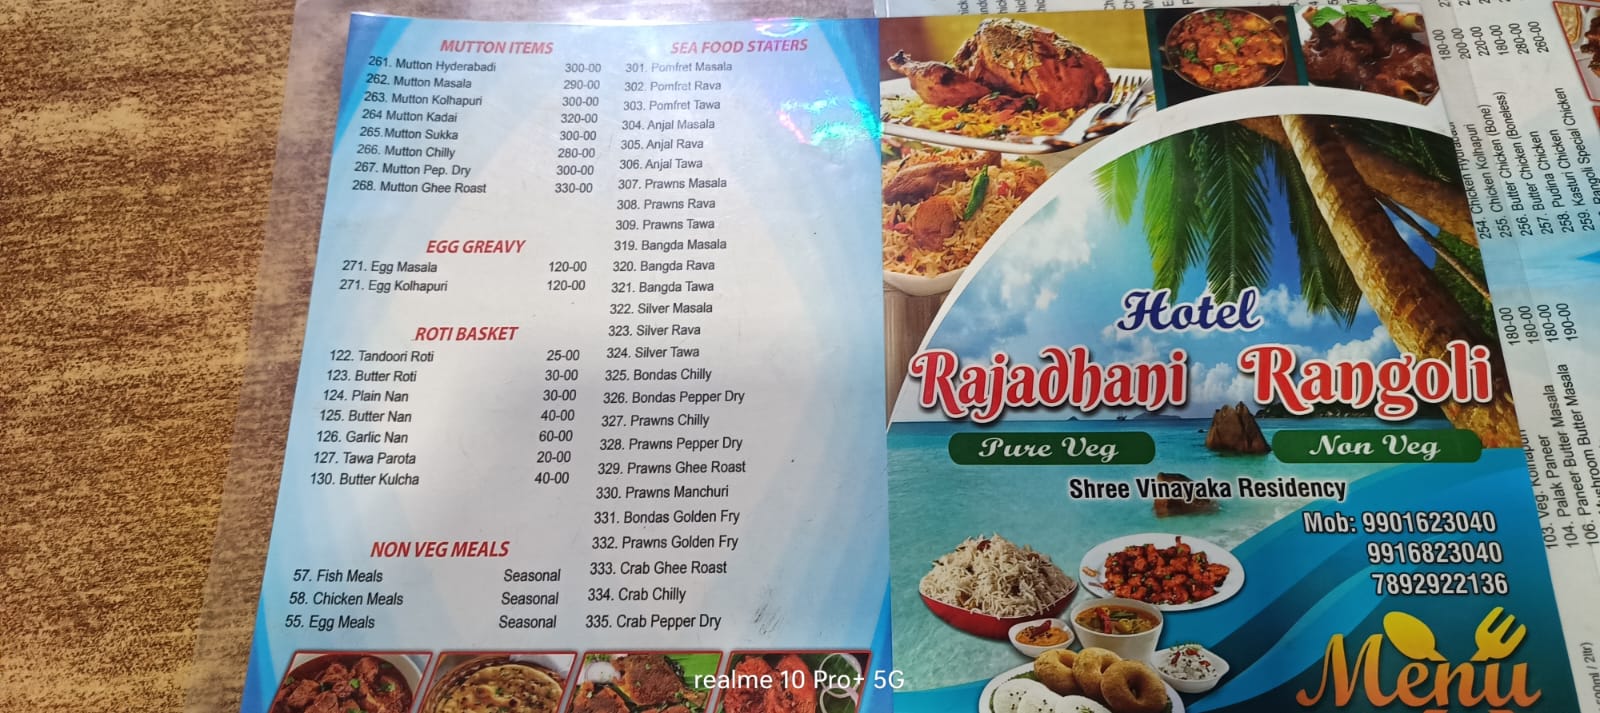 MUTTON ITEMS
261. Mutton Hyderabadi 300-00
262. Mutton Masala 290-00
263. Mutton Kolhapuri 300-00
264 Mutton Kadai 320-00
265.Mutton Sukka 300-00
266. Mutton Chilly 280-00
267. Mutton Pep. Dry 300-00
268. Mutton Ghee Roast 330-00
EGG GREAVY
271. Egg Masala 120-00
271. Egg Kolhapuri 120-00
ROTI BASKET
122. Tandoori Roti 25-00
123. Butter Roti 30-00
124. Plain Nan 30-00
125. Butter Nan 40-00
126. Garlic Nan 60-00
127. Tawa Parota 20-00
130. Butter Kulcha 40-00
NON VEG MEALS
57. Fish Meals Seasonal
58. Chicken Meals Seasonal
55. Egg Meals Seasonal
SEA FOOD STATERS
301. Pomfret Masala
302. Pomfret Rava
303. Pomfret Tawa
304. Anjal Masala
305. Anjal Rava
306. Anjal Tawa
307. Prawns Masala
308. Prawns Rava
309. Prawns Tawa
319. Bangda Masala
320. Bangda Rava
321. Bangda Tawa
322. Silver Masala
323. Silver Rava
324. Silver Tawa
325. Bondas Chilly
326. Bondas Pepper Dry
327. Prawns Chilly
328. Prawns Pepper Dry
329. Prawns Ghee Roast
330. Prawns Manchuri
331. Bondas Golden Fry
332. Prawns Golden Fry
333. Crab Ghee Roast
334. Crab Chilly
335. Crab Pepper Dry
Hotel
Rajadhani Rangoli
Pure Veg Non Veg
Shree Vinayaka Residency
Mob: 9901623040
9916823040
7892922136
Menu
254. Chicken Kolhapuri 200-00
255. Chicken Chicken (Bone) 220-00
256. Butter Chicken (Boneless) 180-00
257. Butter Chicken 280-00
258. Pudina Chicken 260-00
259. Kasturi Special Chicken
Rangoli
180-00
180-00
180-00
190-00
103. Veg. Kolhapuri
104. Palak Paneer
106. Paneer Butter Masala
Mushroom Butter Masala
500ml / 2ltr)
realme 10 Pro+ 5G